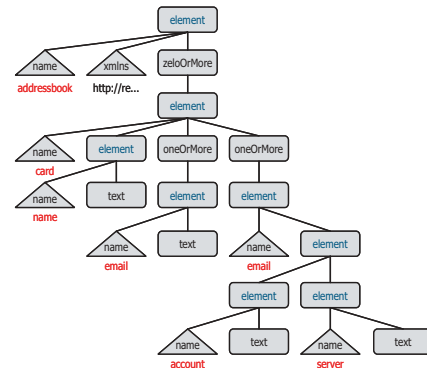 element
name xmlns zeloOrMore
addressbook http://re...
element
name element oneOrMore oneOrMore
card
name text element element
name
name text name element
email email
element element
name text name text
account server